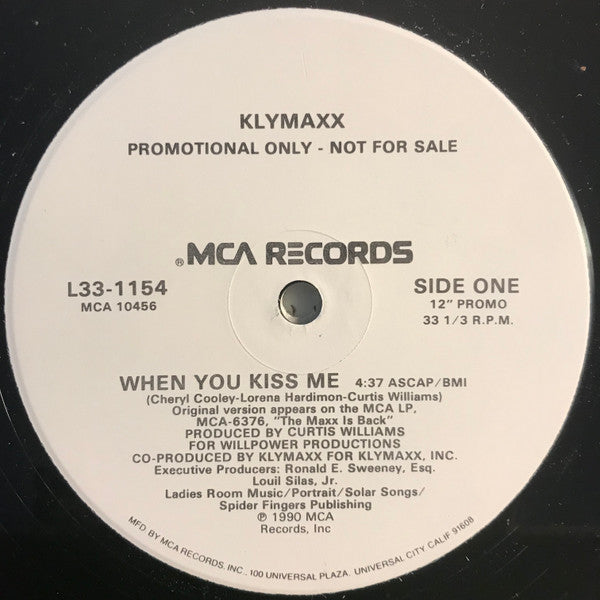 KLYMAXX
PROMOTIONAL ONLY - NOT FOR SALE
®MCA RECORDS
L33-1154
MCA 10456
SIDE ONE
12" PROMO
33 1/3 R.P.M.
WHEN YOU KISS ME 4:37 ASCAP/BMI
(Cheryl Cooley-Lorena Hardimon-Curtis Williams)
Original version appears on the MCA LP,
MCA-6376, "The Maxx Is Back"
PRODUCED BY CURTIS WILLIAMS
FOR WILLPOWER PRODUCTIONS
CO-PRODUCED BY KLYMAXX FOR KLYMAXX, INC.
Executive Producers: Ronald E. Sweeney, Esq.
Louil Silas, Jr.
Ladies Room Music/Portrait/Solar Songs/
Spider Fingers Publishing
℗ 1990 MCA
Records, Inc
MFD BY MCA RECORDS, INC., 100 UNIVERSAL PLAZA, UNIVERSAL CITY, CALIF 91608